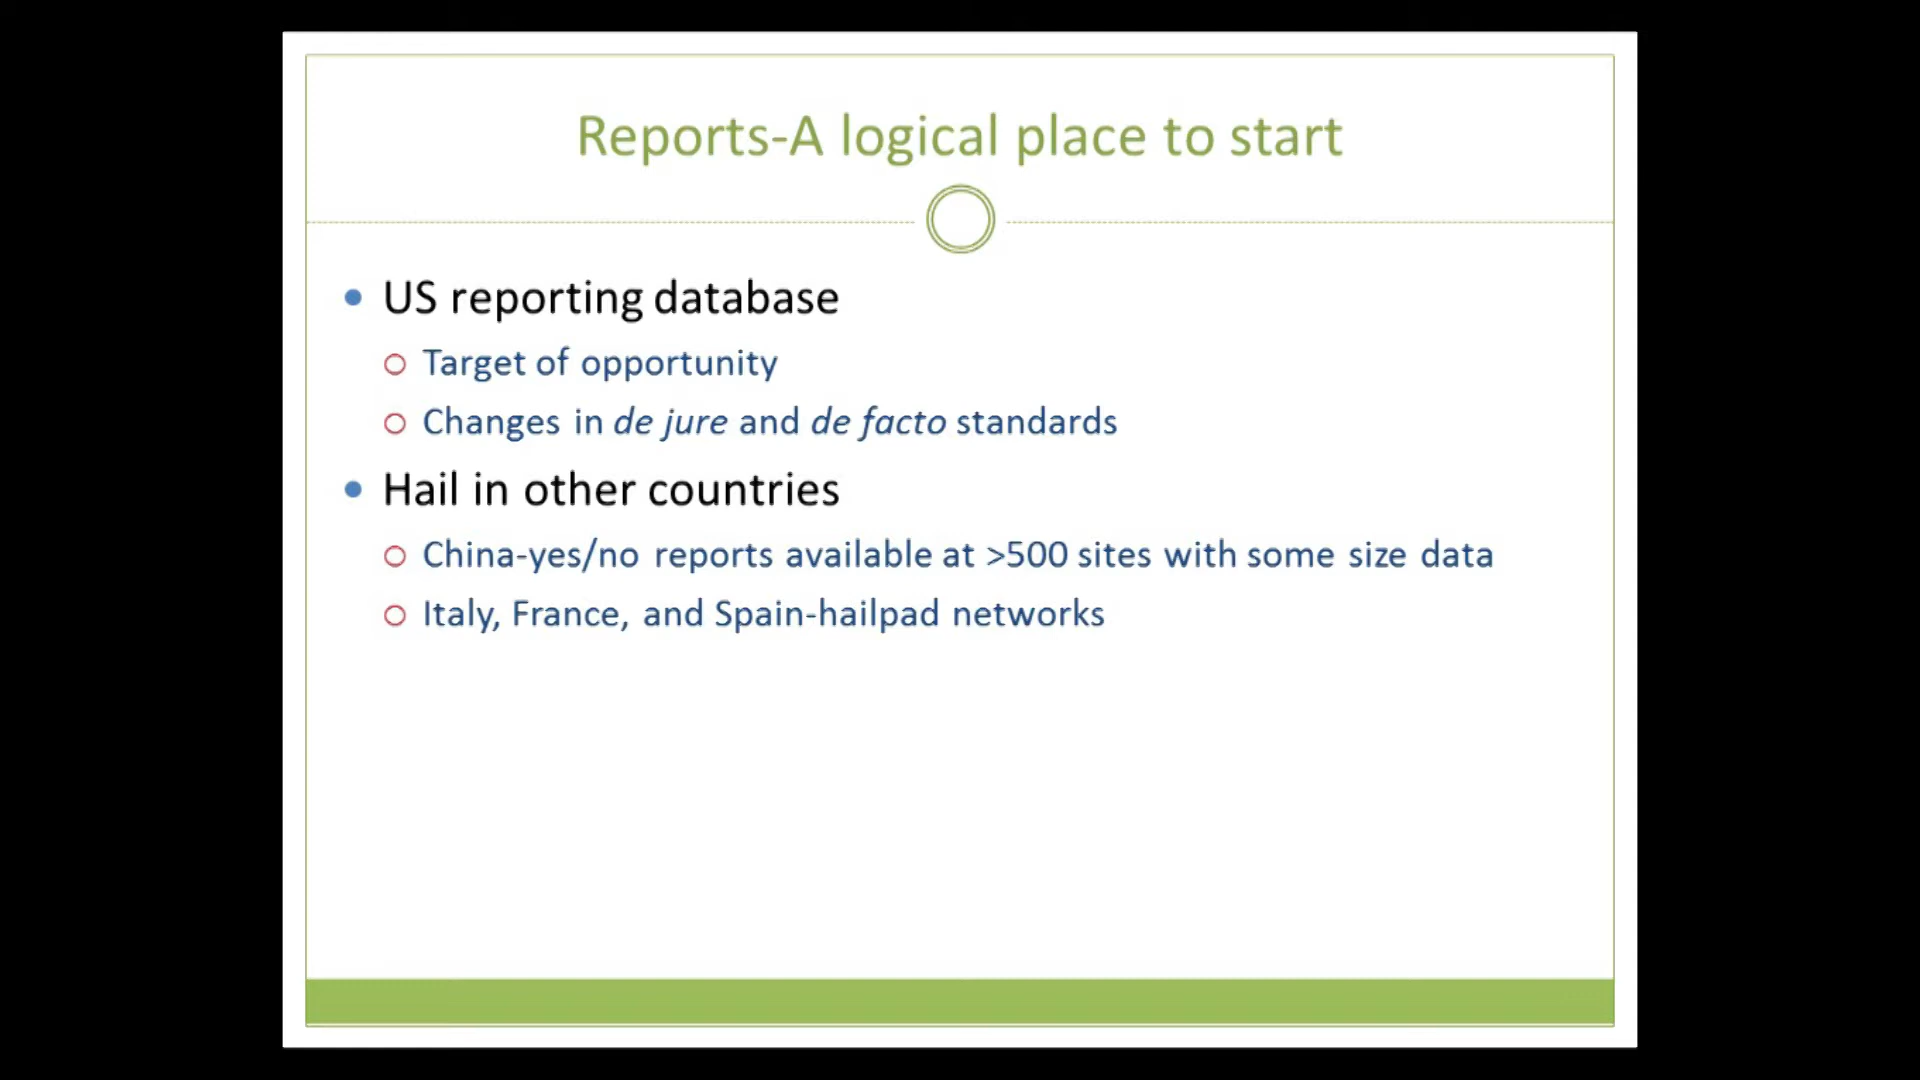 Reports-A logical place to start
US reporting database
Target of opportunity
Changes in de jure and de facto standards
Hail in other countries
China-yes/no reports available at >500 sites with some size data
Italy, France, and Spain-hailpad networks